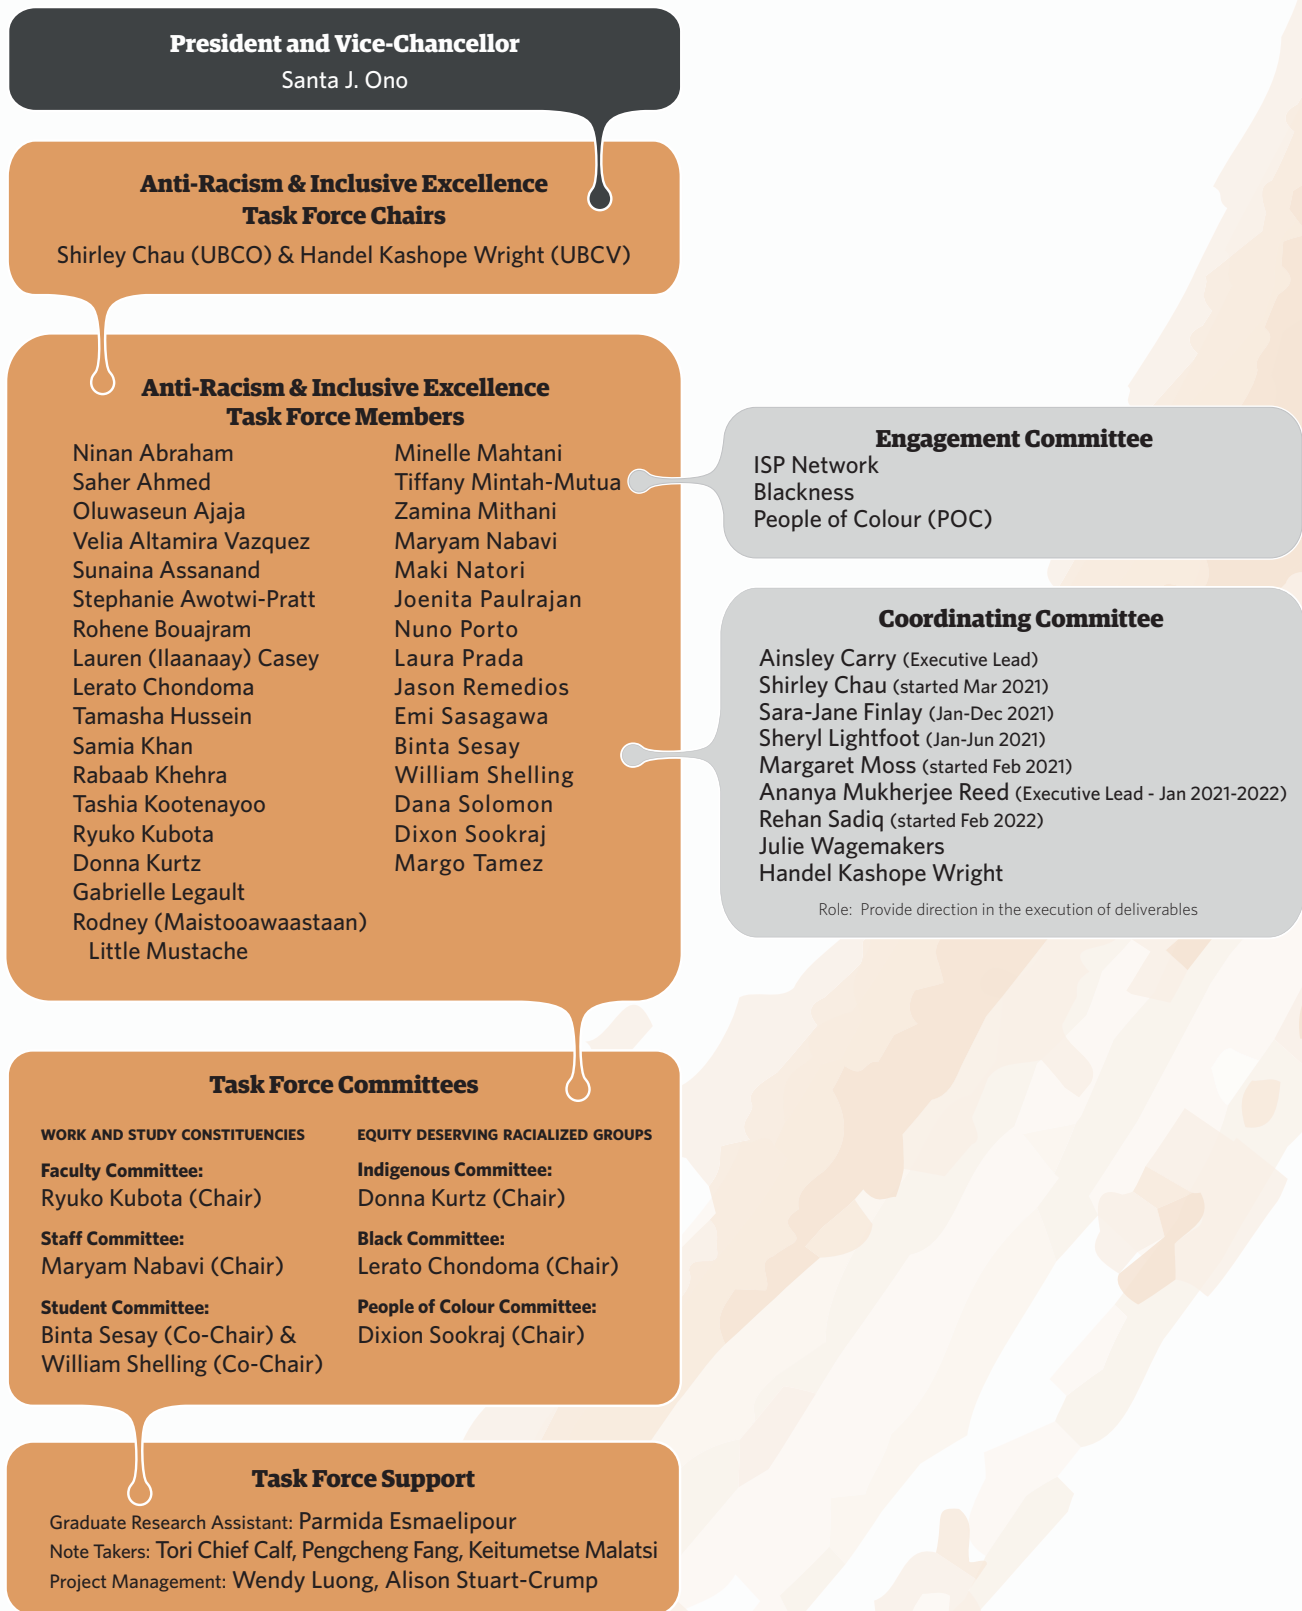 President and Vice-Chancellor
Santa J. Ono
Anti-Racism & Inclusive Excellence
Task Force Chairs
Shirley Chau (UBCO) & Handel Kashope Wright (UBCV)
Anti-Racism & Inclusive Excellence
Task Force Members
Ninan Abraham
Saher Ahmed
Oluwaseun Ajaja
Velia Altamira Vazquez
Sunaina Assanand
Stephanie Awotwi-Pratt
Rohene Bouajram
Lauren (Ilaanaay) Casey
Lerato Chondoma
Tamasha Hussein
Samia Khan
Rabaab Khehra
Tashia Kootenayoo
Ryuko Kubota
Donna Kurtz
Gabrielle Legault
Rodney (Maistooawaastaan)
Little Mustache
Minelle Mahtani
Tiffany Mintah-Mutua
Zamina Mithani
Maryam Nabavi
Maki Natori
Joenita Paulrajan
Nuno Porto
Laura Prada
Jason Remedios
Emi Sasagawa
Binta Sesay
William Shelling
Dana Solomon
Dixon Sookraj
Margo Tamez
Engagement Committee
ISP Network
Blackness
People of Colour (POC)
Coordinating Committee
Ainsley Carry (Executive Lead)
Shirley Chau (started Mar 2021)
Sara-Jane Finlay (Jan-Dec 2021)
Sheryl Lightfoot (Jan-Jun 2021)
Margaret Moss (started Feb 2021)
Ananya Mukherjee Reed (Executive Lead - Jan 2021-2022)
Rehan Sadiq (started Feb 2022)
Julie Wagemakers
Handel Kashope Wright
Role: Provide direction in the execution of deliverables
Task Force Committees
WORK AND STUDY CONSTITUENCIES
Faculty Committee:
Ryuko Kubota (Chair)
Staff Committee:
Maryam Nabavi (Chair)
Student Committee:
Binta Sesay (Co-Chair) &
William Shelling (Co-Chair)
EQUITY DESERVING RACIALIZED GROUPS
Indigenous Committee:
Donna Kurtz (Chair)
Black Committee:
Lerato Chondoma (Chair)
People of Colour Committee:
Dixion Sookraj (Chair)
Task Force Support
Graduate Research Assistant: Parmida Esmaelipour
Note Takers: Tori Chief Calf, Pengcheng Fang, Keitumetse Malatsi
Project Management: Wendy Luong, Alison Stuart-Crump